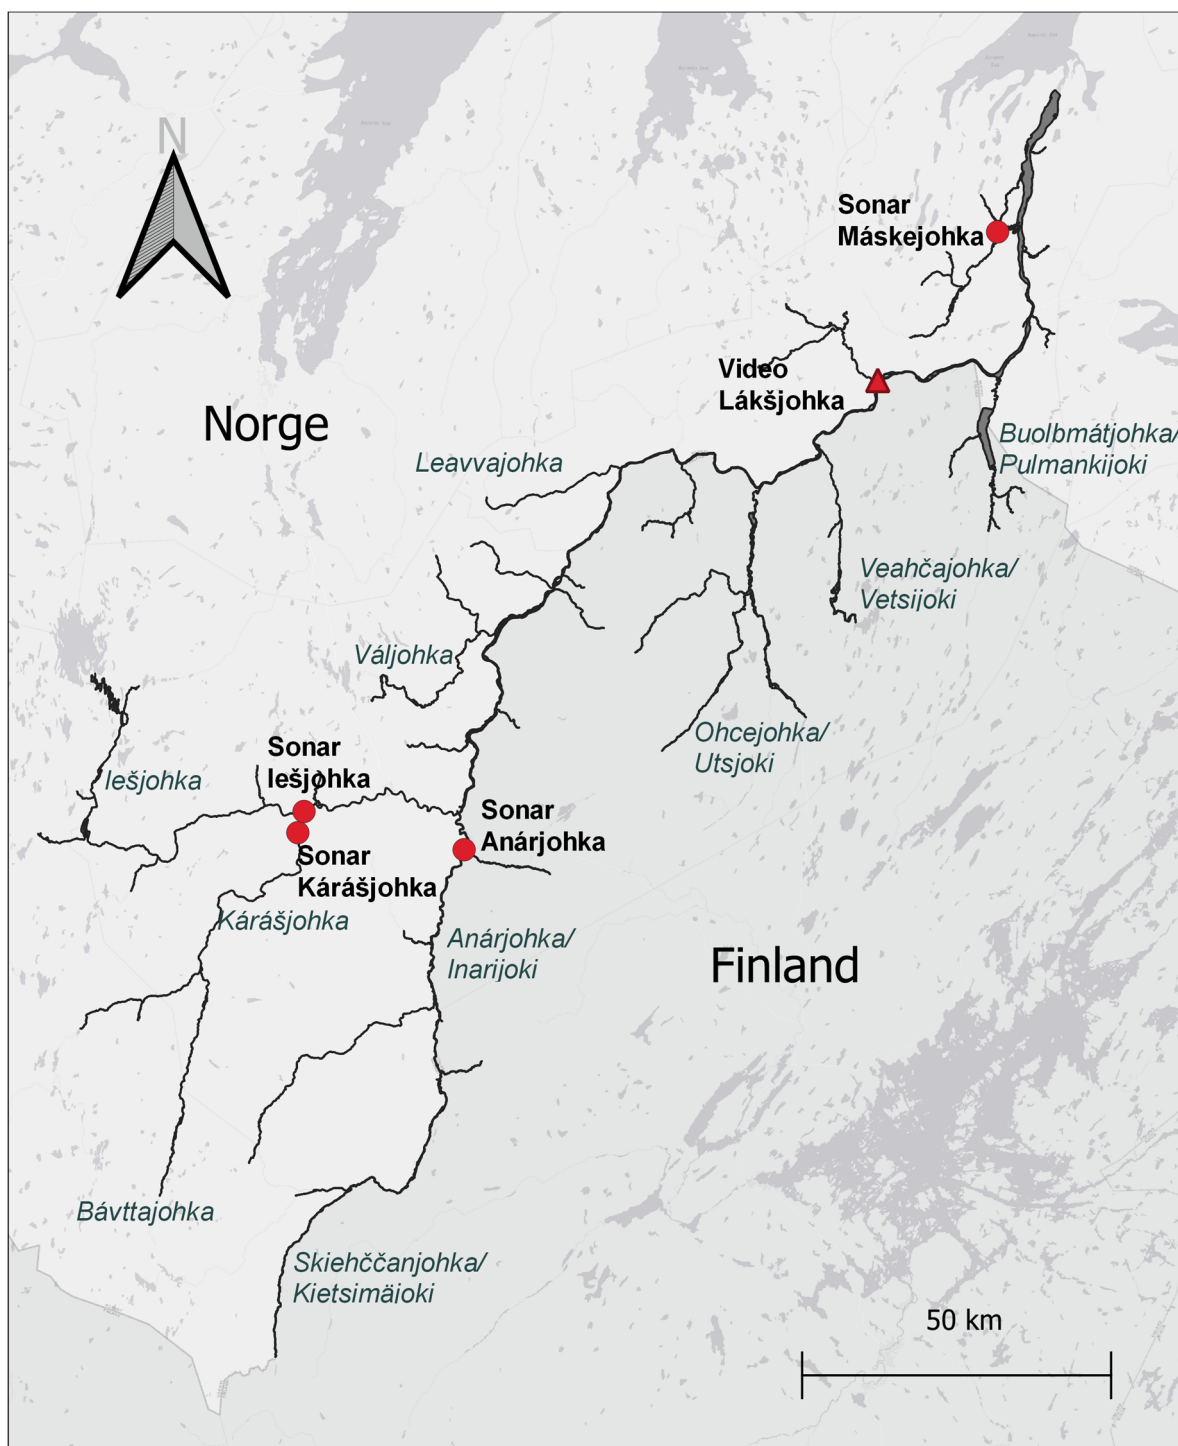 N
Sonar
Máskejohka
Video
Lákšjohka
Norge
Leavvajohka
Buolbmátjohka/
Pulmankijoki
Veahčajohka/
Vetsijoki
Váljohka
Ohcejohka/
Utsjoki
Sonar
Iešjohka
Iešjohka
Sonar
Anárjohka
Sonar
Kárášjohka
Kárášjohka
Anárjohka/
Inarijoki
Finland
Bávttajohka
Skiehččanjohka/
Kietsimäjoki
50 km